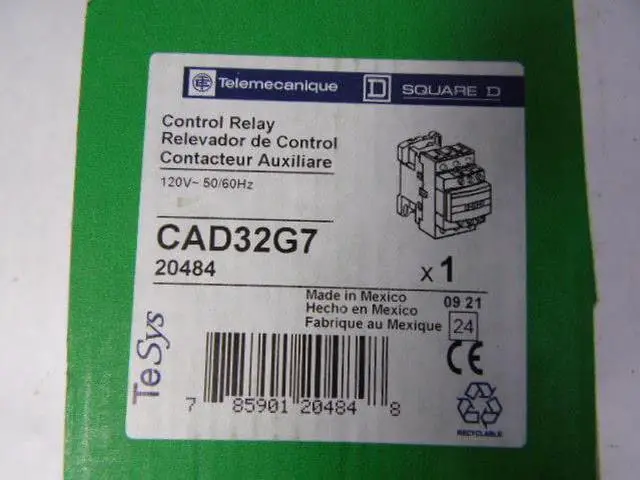 Telemecanique
SQUARE D
Control Relay
Relevador de Control
Contacteur Auxiliare
120V~ 50/60Hz
CAD32G7
20484
x 1
Made in Mexico
Hecho en Mexico
Fabrique au Mexique
09 21
24
CE
TeSys
7 85901 20484 8
RECYCLABLE